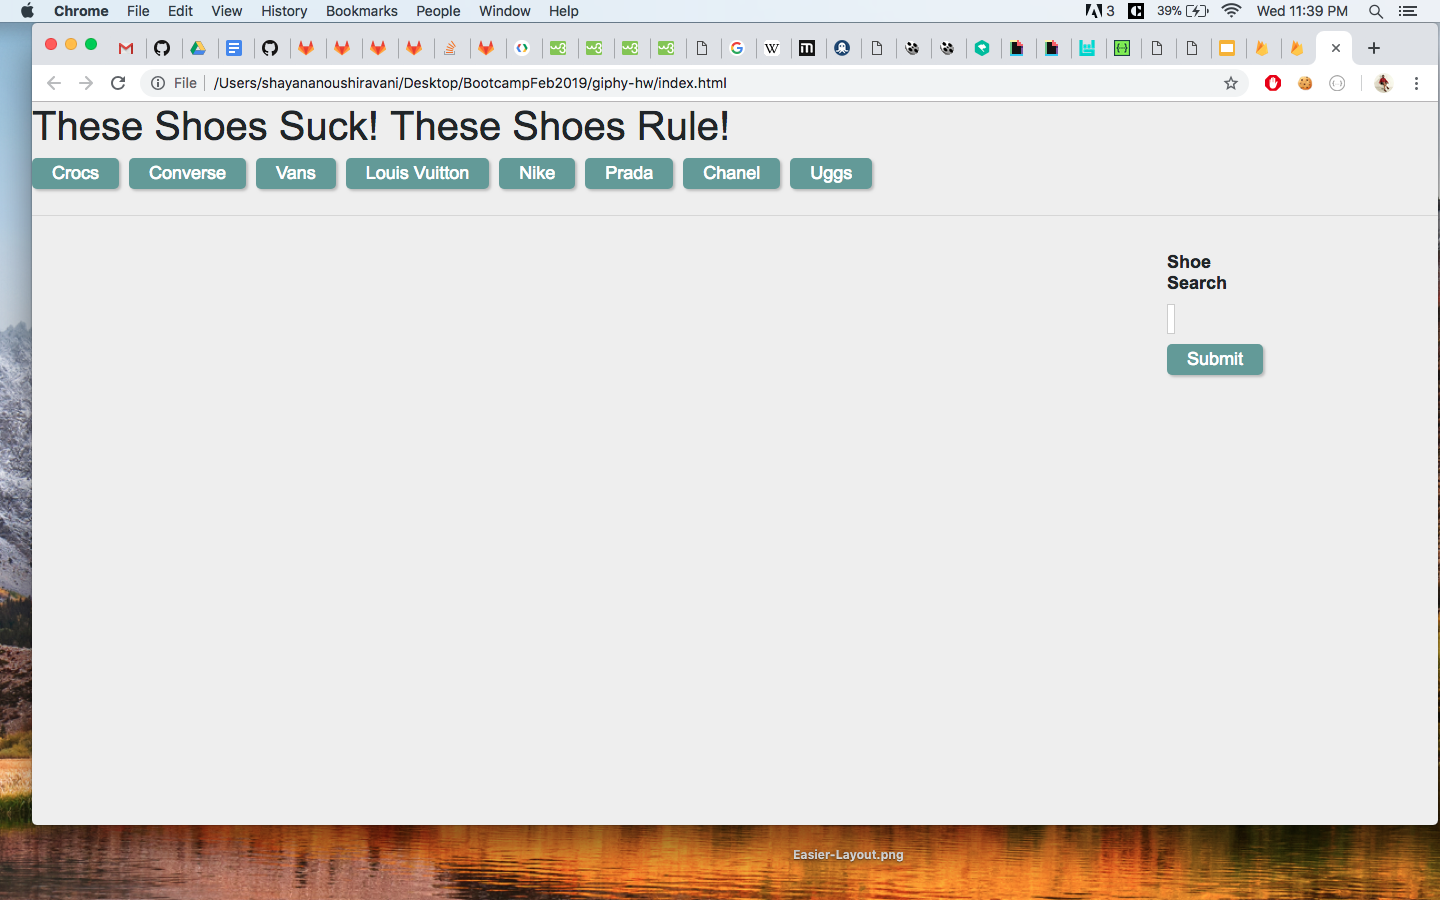 Chrome File Edit View History Bookmarks People Window Help 3 39% Wed 11:39 PM
File /Users/shayananoushiravani/Desktop/BootcampFeb2019/giphy-hw/index.html
These Shoes Suck! These Shoes Rule!
Crocs Converse Vans Louis Vuitton Nike Prada Chanel Uggs
Shoe
Search
Submit
Easier-Layout.png